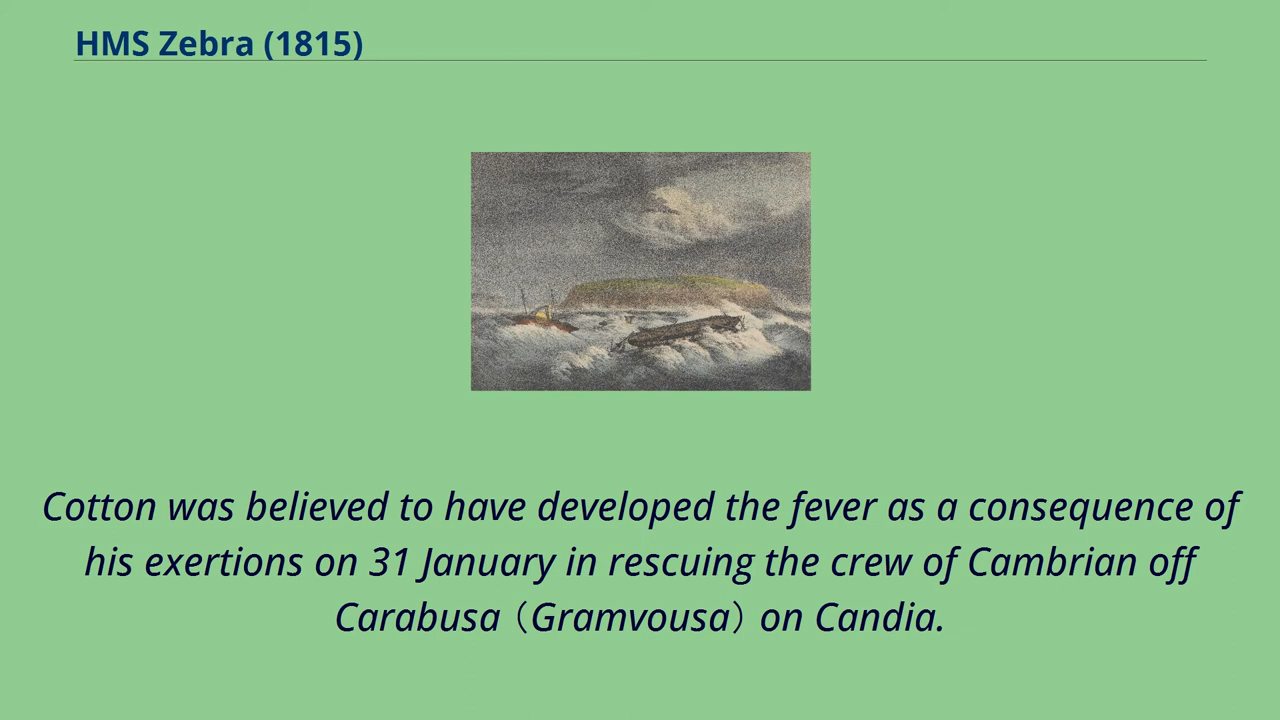 HMS Zebra (1815)
Cotton was believed to have developed the fever as a consequence of
his exertions on 31 January in rescuing the crew of Cambrian off
Carabusa（Gramvousa）on Candia.